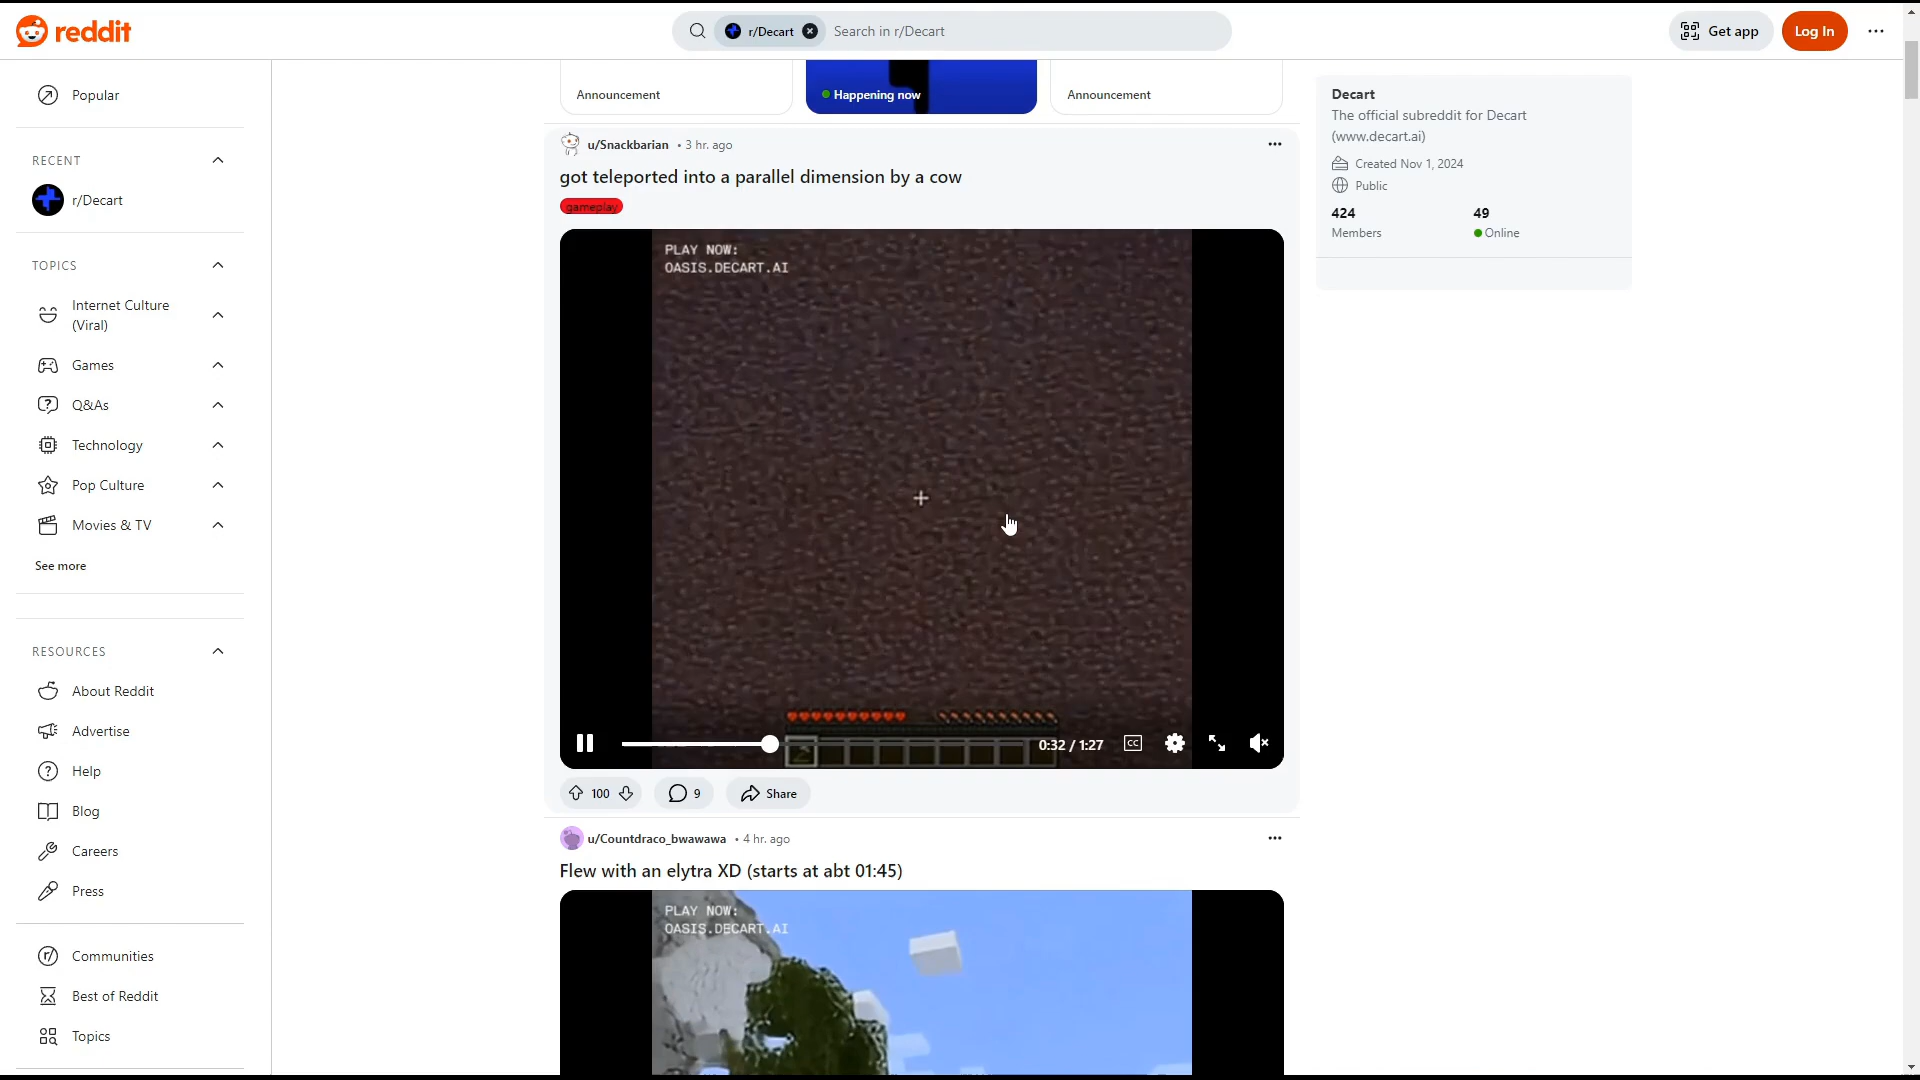 reddit
r/Decart
Search in r/Decart
Get app
Log In
Popular
RECENT
r/Decart
TOPICS
Internet Culture
(Viral)
Games
Q&As
Technology
Pop Culture
Movies & TV
See more
RESOURCES
About Reddit
Advertise
Help
Blog
Careers
Press
Communities
Best of Reddit
Topics
Announcement
Happening now
Announcement
u/Snackbarian • 3 hr. ago
got teleported into a parallel dimension by a cow
gameplay
PLAY NOW:
OASIS.DECART.AI
0:32 / 1:27
CC
100
9
Share
u/Countdraco_bwawawa • 4 hr. ago
Flew with an elytra XD (starts at abt 01:45)
PLAY NOW:
OASIS.DECART.AI
Decart
The official subreddit for Decart
(www.decart.ai)
Created Nov 1, 2024
Public
424
49
Members
Online